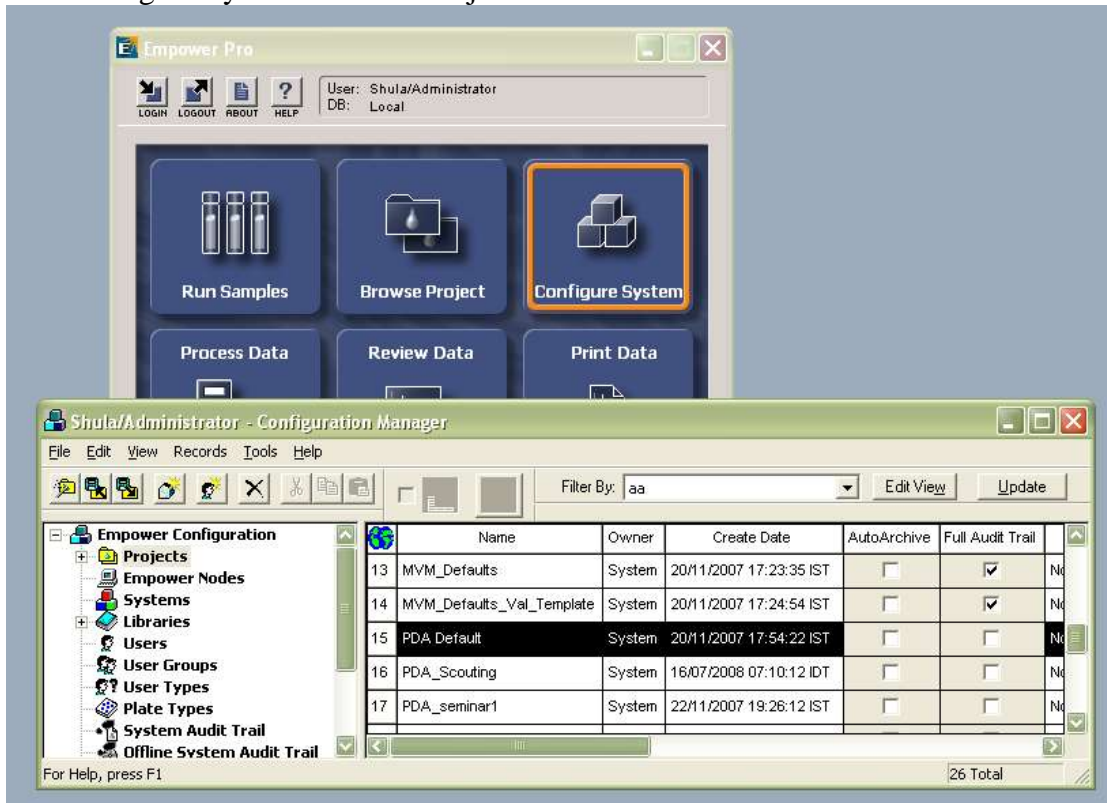 Empower Pro
LOGIN LOGOUT ABOUT HELP
User: Shula/Administrator
DB: Local
Run Samples Browse Project Configure System
Process Data Review Data Print Data
Shula/Administrator - Configuration Manager
File Edit View Records Tools Help
Filter By: aa Edit View Update
Empower Configuration
Projects
Empower Nodes
Systems
Libraries
Users
User Groups
User Types
Plate Types
System Audit Trail
Offline System Audit Trail
Name Owner Create Date AutoArchive Full Audit Trail
13 MVM_Defaults System 20/11/2007 17:23:35 IST No
14 MVM_Defaults_Val_Template System 20/11/2007 17:24:54 IST No
15 PDA Default System 20/11/2007 17:54:22 IST No
16 PDA_Scouting System 16/07/2008 07:10:12 IDT No
17 PDA_seminar1 System 22/11/2007 19:26:12 IST No
For Help, press F1 26 Total